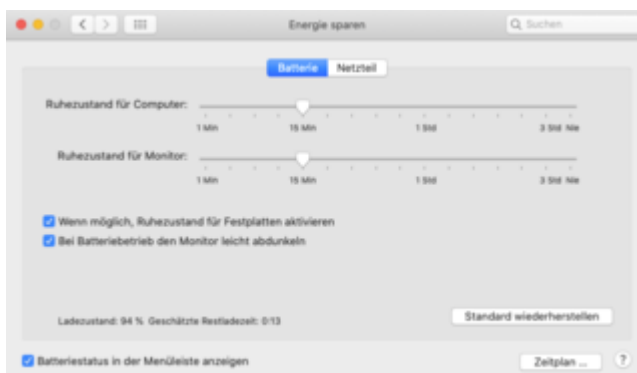 Energie sparen
Suchen
Batterie Netzteil
Ruhezustand für Computer:
1 Min 15 Min 1 Std 3 Std Nie
Ruhezustand für Monitor:
1 Min 15 Min 1 Std 3 Std Nie
Wenn möglich, Ruhezustand für Festplatten aktivieren
Bei Batteriebetrieb den Monitor leicht abdunkeln
Ladezustand: 94 % Geschätzte Restladezeit: 0:13
Standard wiederherstellen
Batteriestatus in der Menüleiste anzeigen
Zeitplan ... ?